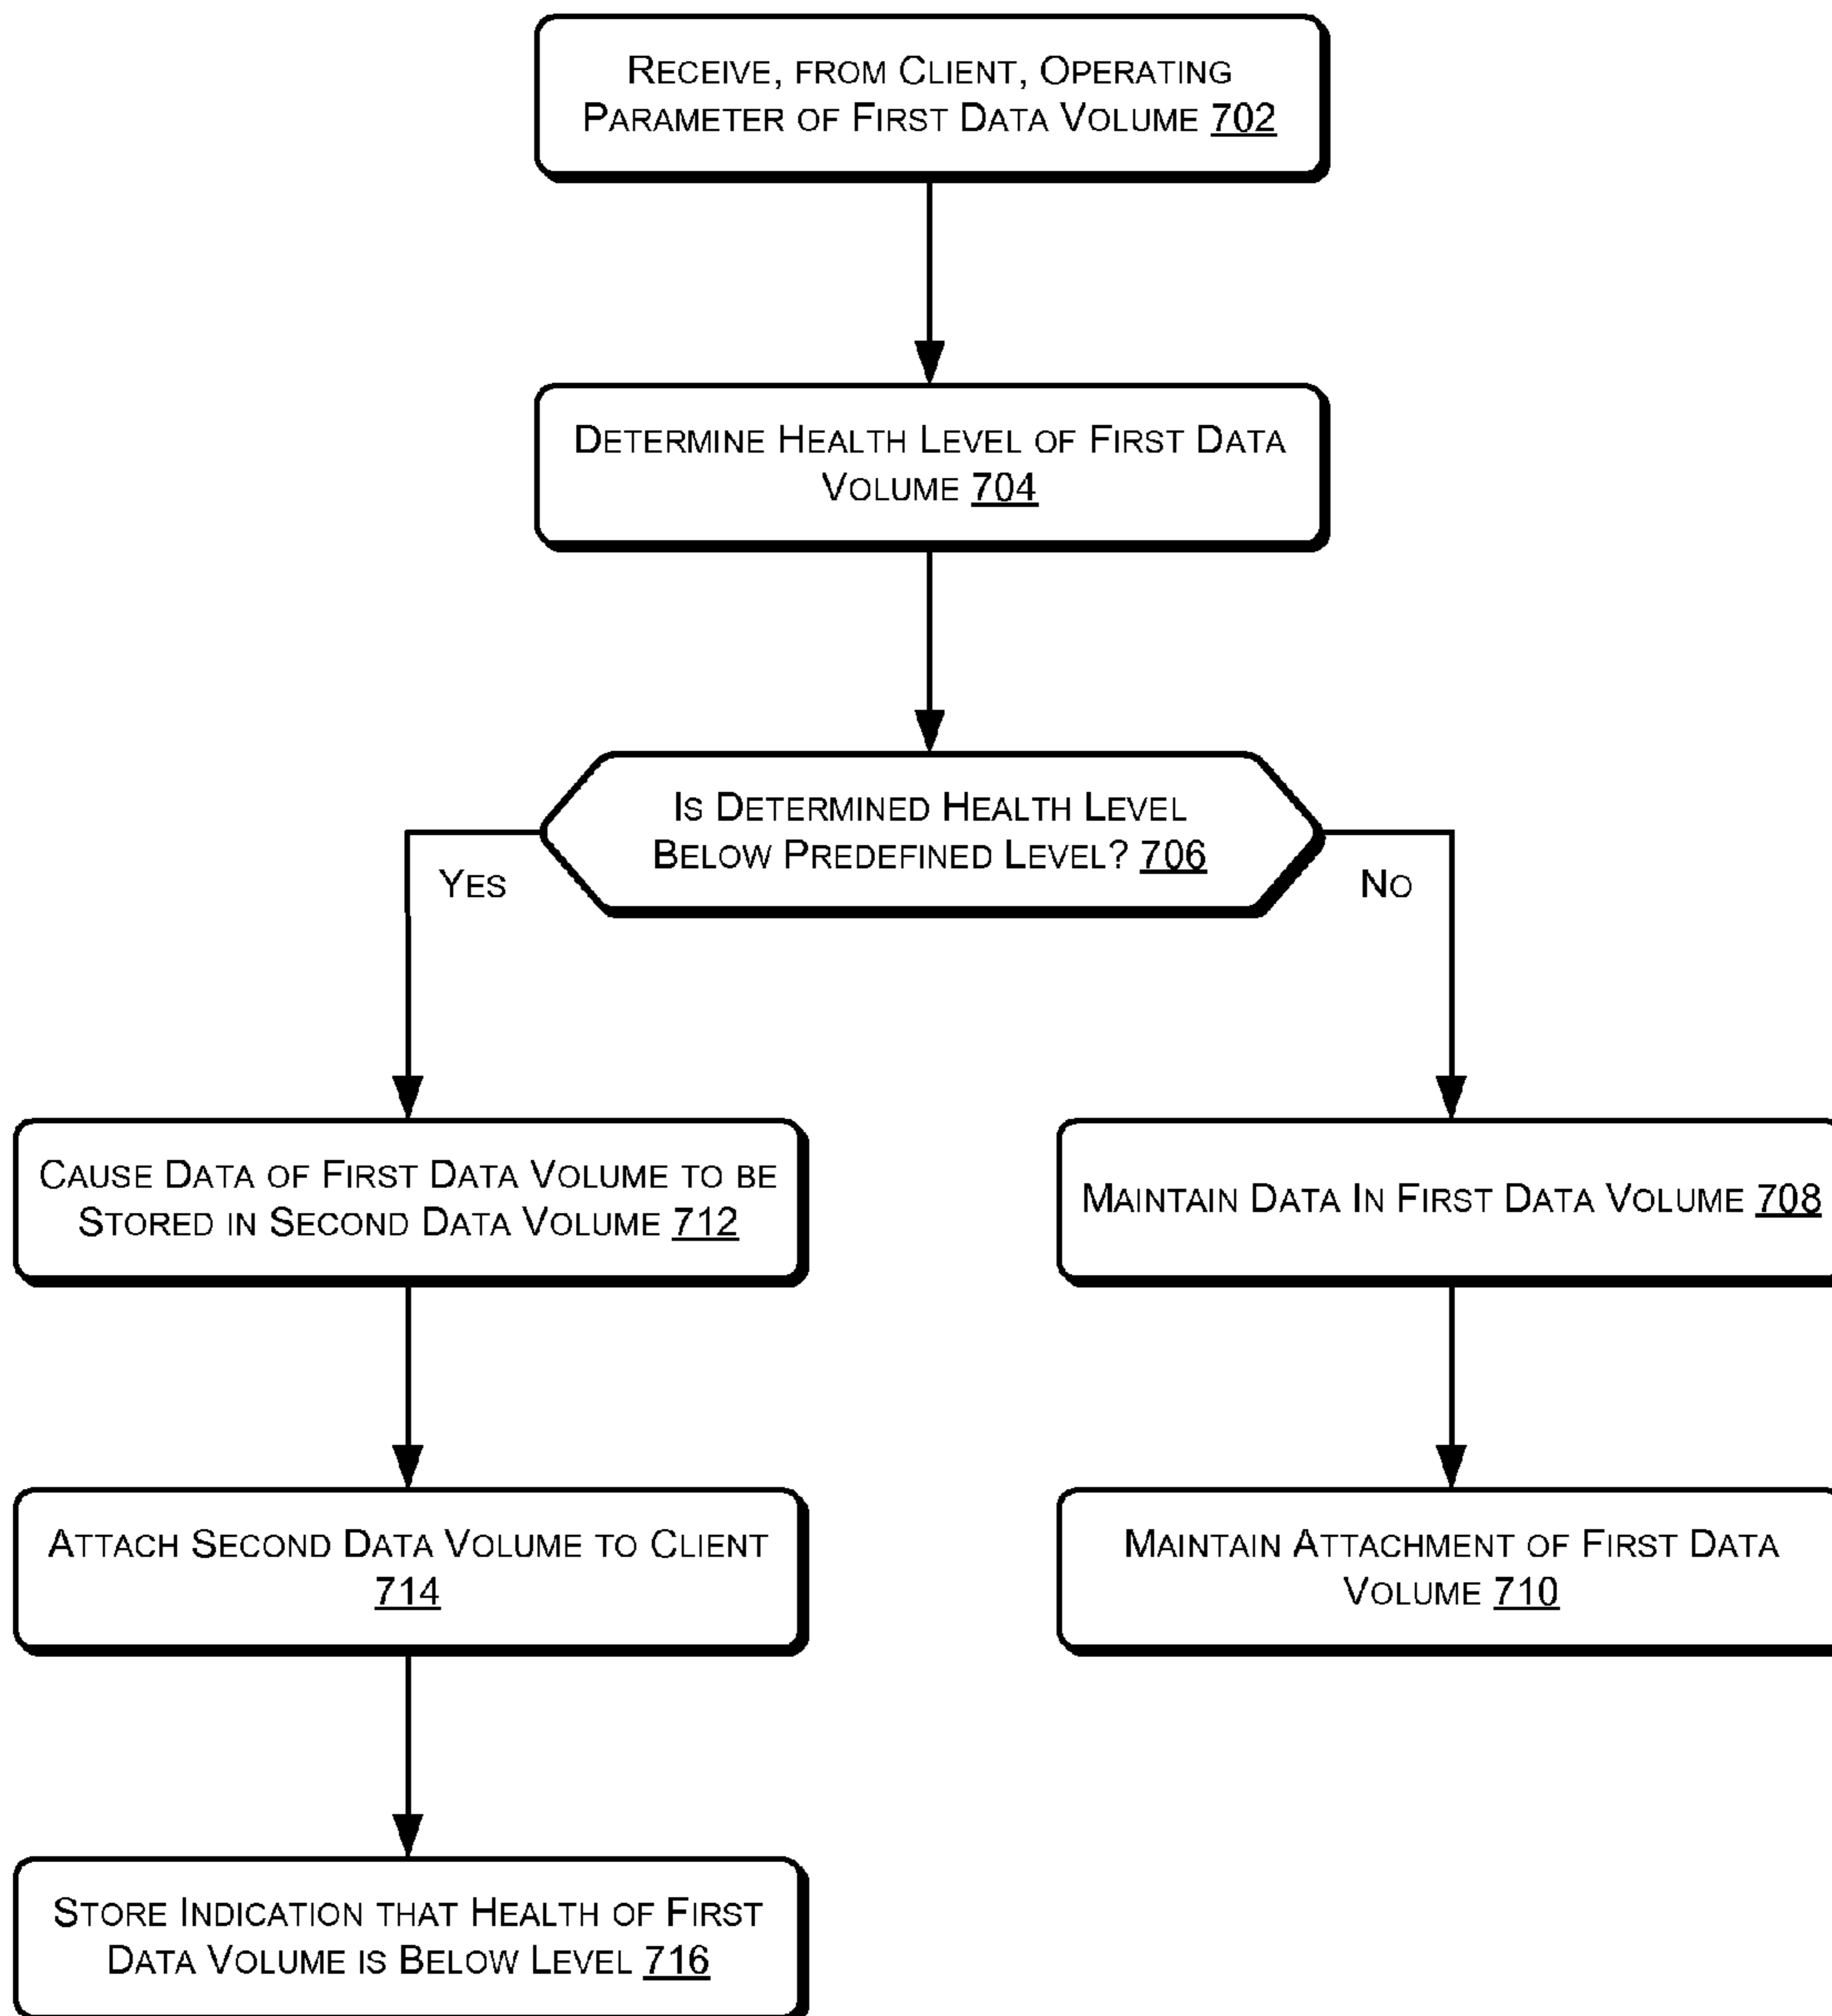 Receive, from Client, Operating
Parameter of First Data Volume 702
Determine Health Level of First Data
Volume 704
Is Determined Health Level
Below Predefined Level? 706
Yes
No
Cause Data of First Data Volume to be
Stored in Second Data Volume 712
Maintain Data In First Data Volume 708
Attach Second Data Volume to Client
714
Maintain Attachment of First Data
Volume 710
Store Indication that Health of First
Data Volume is Below Level 716